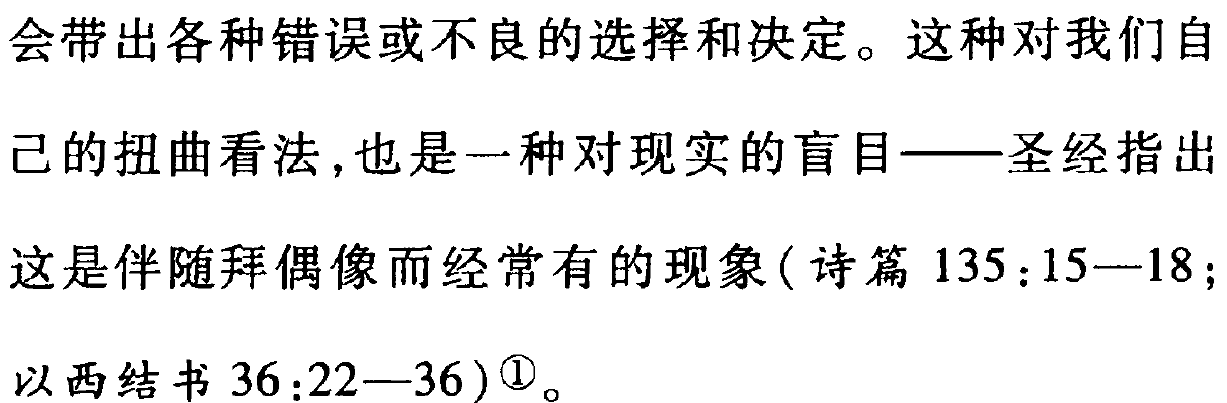 会带出各种错误或不良的选择和决定。这种对我们自
己的扭曲看法,也是一种对现实的盲目——圣经指出
这是伴随拜偶像而经常有的现象(诗篇 135:15—18;
以西结书 36:22—36)①。